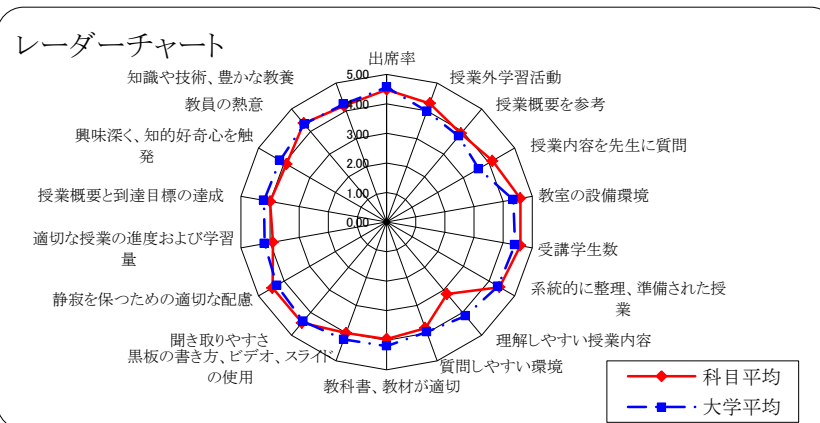 レーダーチャート
出席率
授業外学習活動
授業概要を参考
授業内容を先生に質問
教室の設備環境
受講学生数
系統的に整理、準備された授
業
理解しやすい授業内容
質問しやすい環境
教科書、教材が適切
黒板の書き方、ビデオ、スライド
の使用
聞き取りやすさ
静寂を保つための適切な配慮
適切な授業の進度および学習
量
授業概要と到達目標の達成
興味深く、知的好奇心を触
発
教員の熱意
知識や技術、豊かな教養
5.00
4.00
3.00
2.00
1.00
0.00
科目平均
大学平均